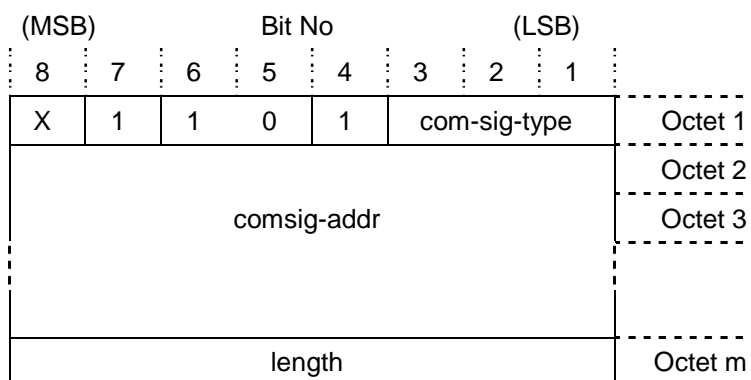 (MSB) Bit No (LSB)
8 7 6 5 4 3 2 1
X 1 1 0 1 com-sig-type Octet 1
Octet 2
comsig-addr Octet 3
length Octet m